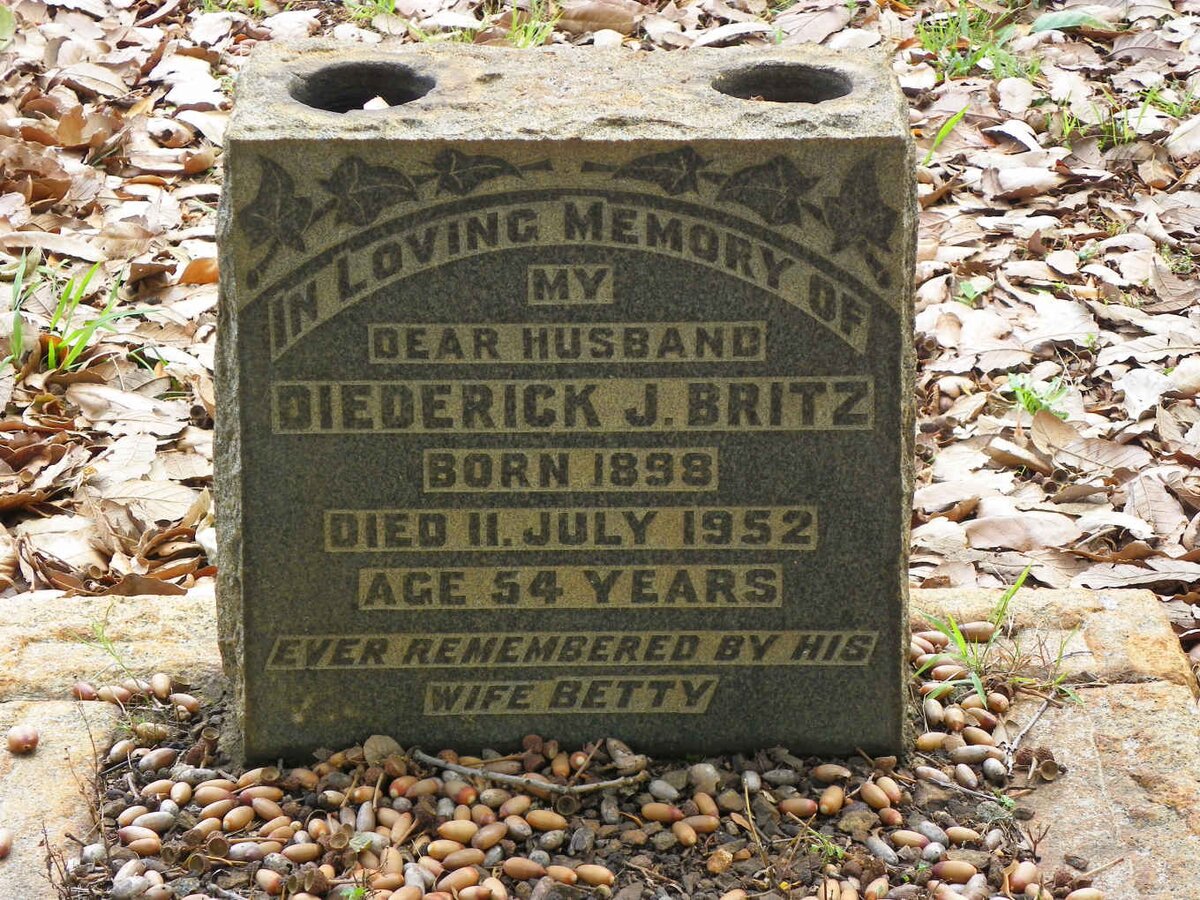 IN LOVING MEMORY OF
MY
DEAR HUSBAND
DIEDERICK J. BRITZ
BORN 1898
DIED 11. JULY 1952
AGE 54 YEARS
EVER REMEMBERED BY HIS
WIFE BETTY